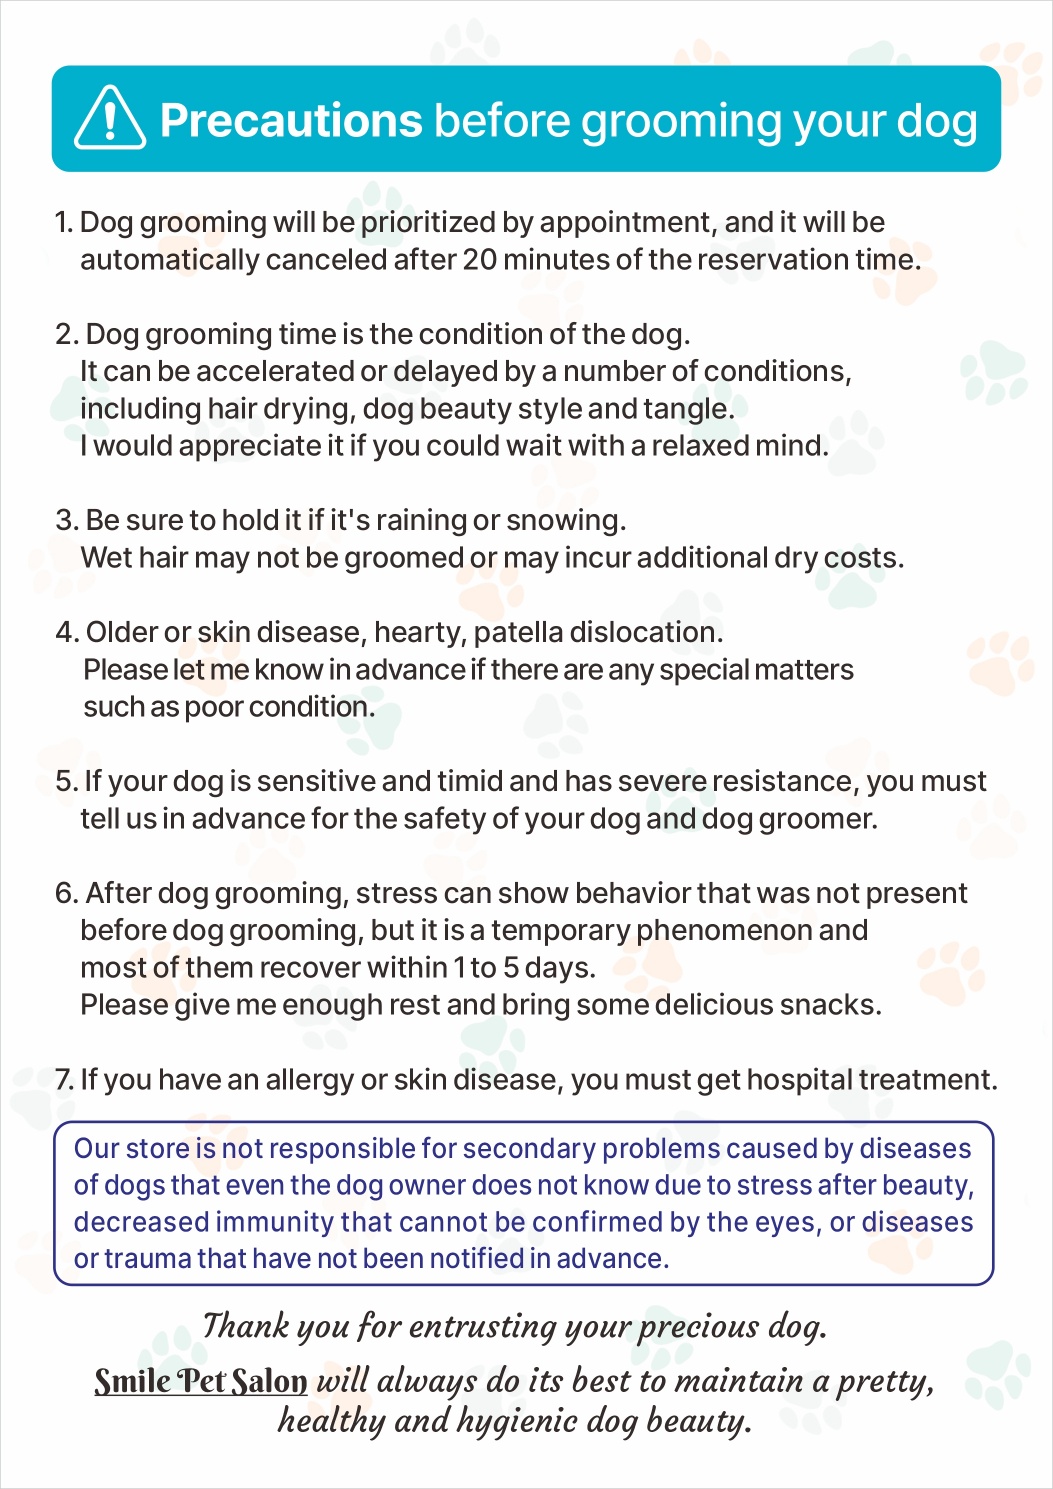 Precautions before grooming your dog
1. Dog grooming will be prioritized by appointment, and it will be
automatically canceled after 20 minutes of the reservation time.
2. Dog grooming time is the condition of the dog.
It can be accelerated or delayed by a number of conditions,
including hair drying, dog beauty style and tangle.
I would appreciate it if you could wait with a relaxed mind.
3. Be sure to hold it if it's raining or snowing.
Wet hair may not be groomed or may incur additional dry costs.
4. Older or skin disease, hearty, patella dislocation.
Please let me know in advance if there are any special matters
such as poor condition.
5. If your dog is sensitive and timid and has severe resistance, you must
tell us in advance for the safety of your dog and dog groomer.
6. After dog grooming, stress can show behavior that was not present
before dog grooming, but it is a temporary phenomenon and
most of them recover within 1 to 5 days.
Please give me enough rest and bring some delicious snacks.
7. If you have an allergy or skin disease, you must get hospital treatment.
Our store is not responsible for secondary problems caused by diseases
of dogs that even the dog owner does not know due to stress after beauty,
decreased immunity that cannot be confirmed by the eyes, or diseases
or trauma that have not been notified in advance.
Thank you for entrusting your precious dog.
Smile Pet Salon will always do its best to maintain a pretty,
healthy and hygienic dog beauty.